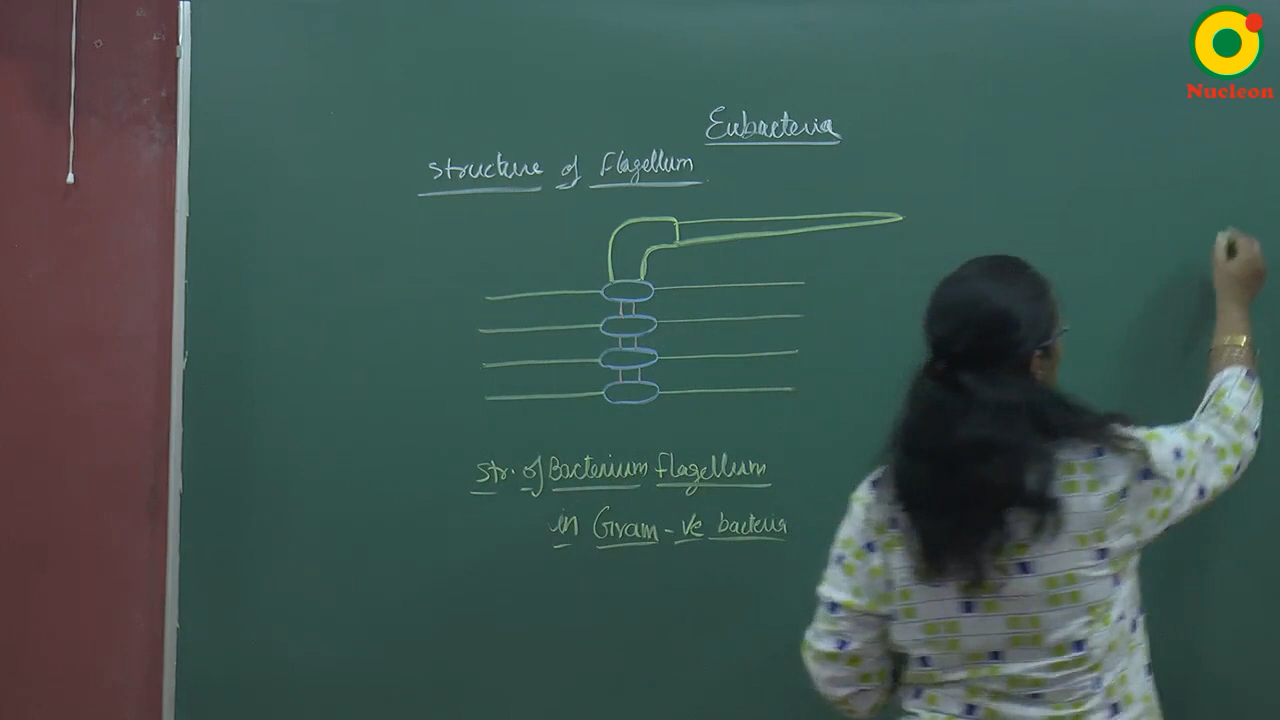 Nucleon
Eubacteria
Structure of Flagellum
Str. of Bacterium flagellum
in Gram -ve bacteria